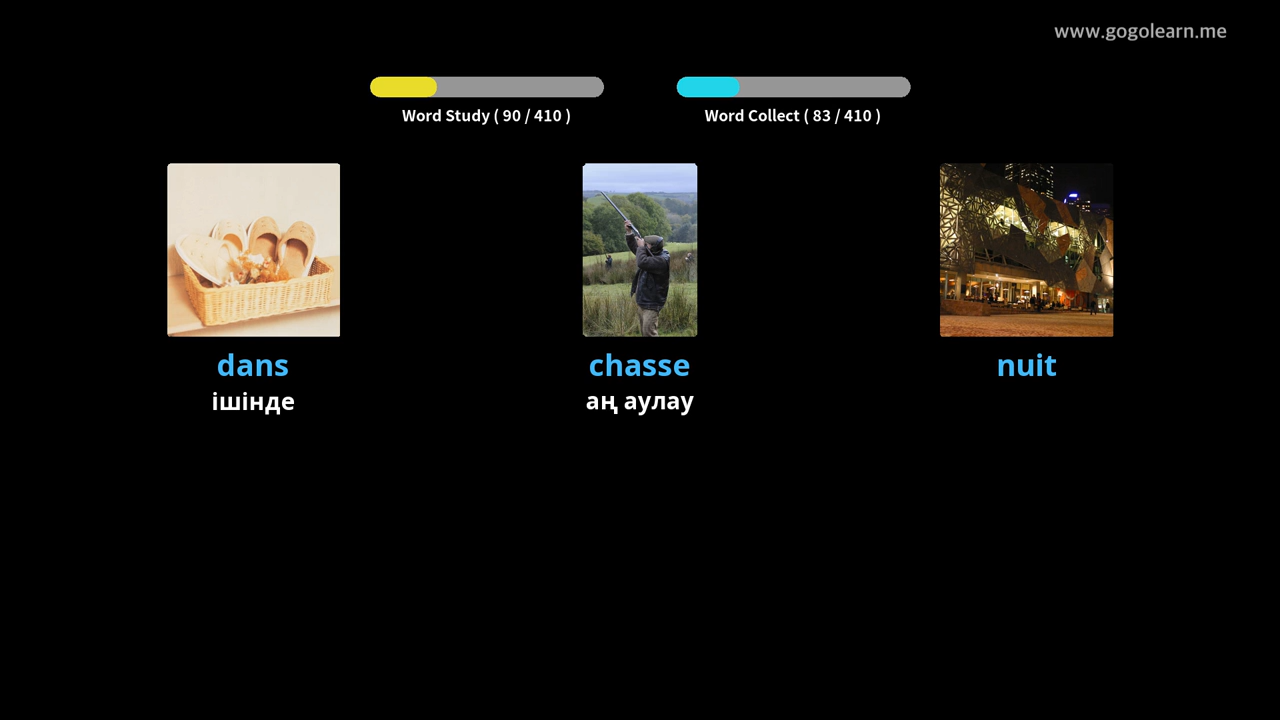 www.gogolearn.me
Word Study ( 90 / 410 )
Word Collect ( 83 / 410 )
dans
ішінде
chasse
аң аулау
nuit